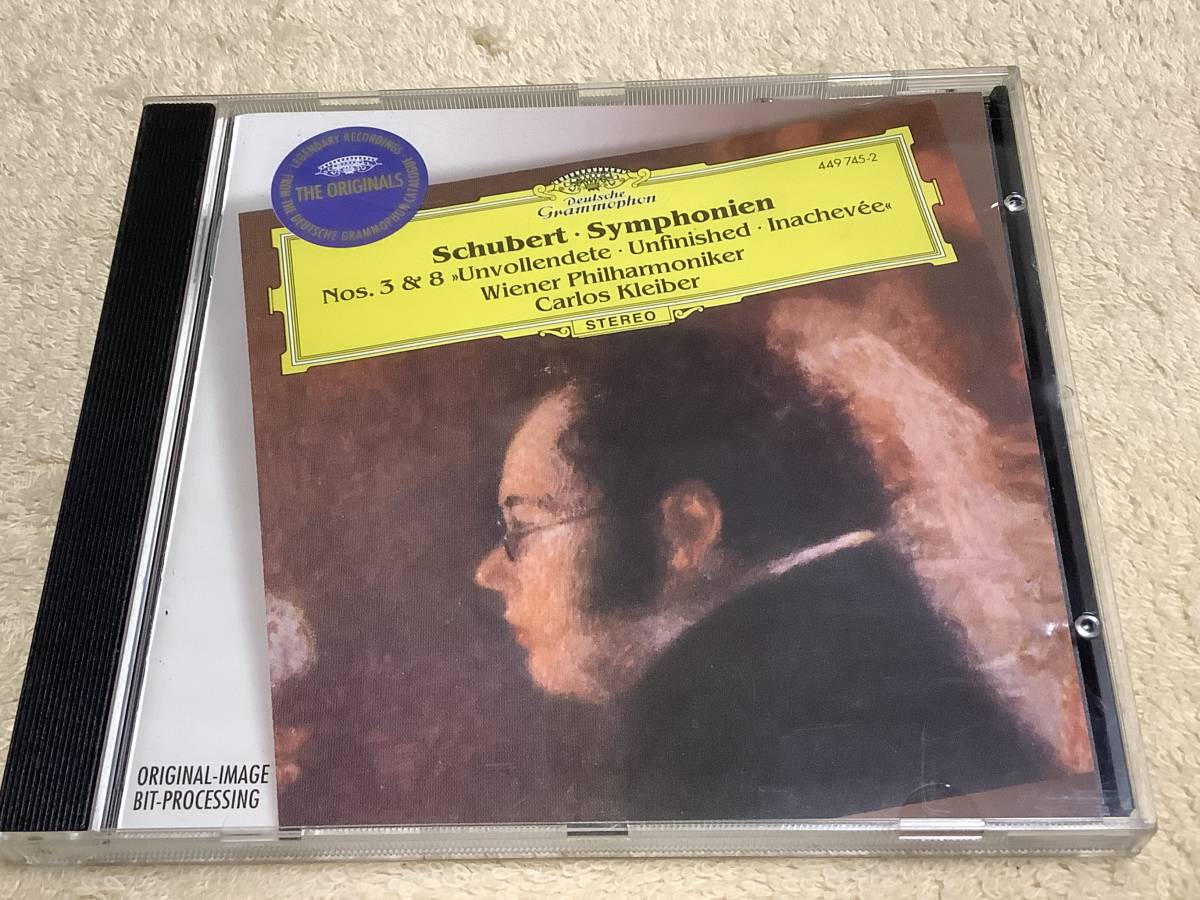 LEGENDARY RECORDINGS
THE ORIGINALS
FROM THE DEUTSCHE GRAMMOPHON CATALOGUE
449 745-2
Deutsche
Grammophon
Schubert · Symphonien
Nos. 3 & 8 »Unvollendete · Unfinished · Inachevée«
Wiener Philharmoniker
Carlos Kleiber
STEREO
ORIGINAL-IMAGE
BIT-PROCESSING